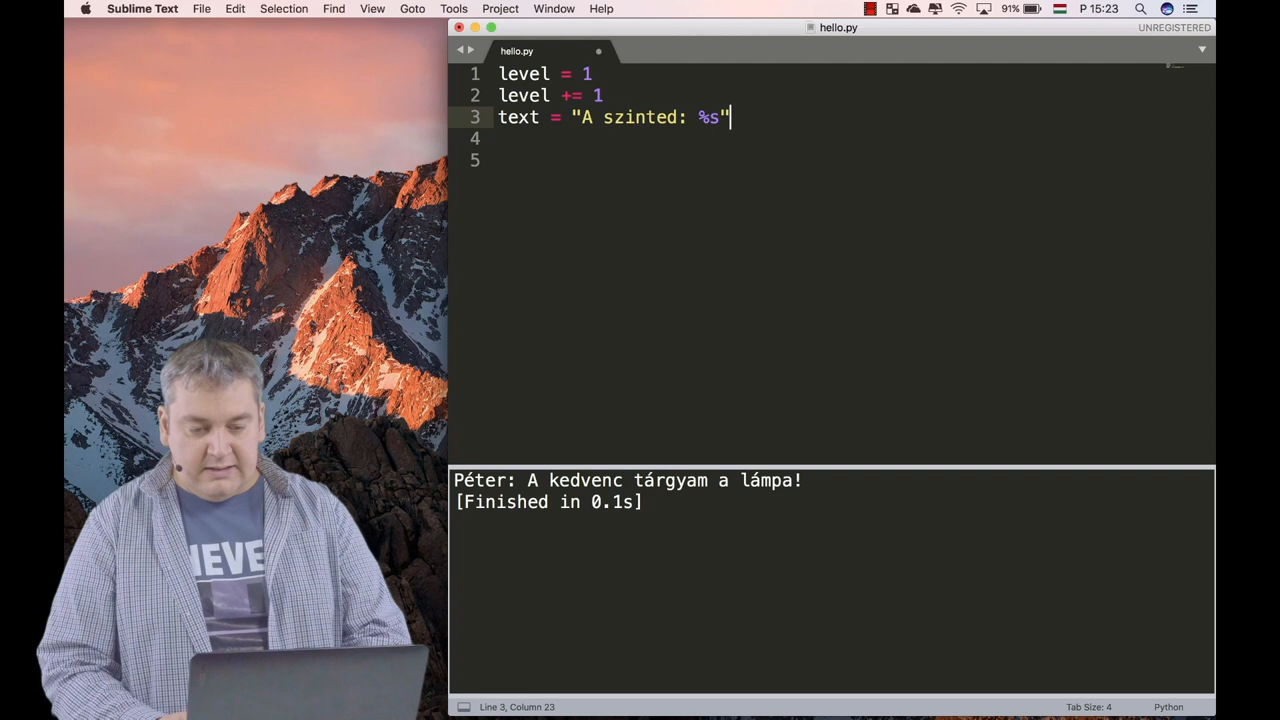 Sublime Text File Edit Selection Find View Goto Tools Project Window Help 91% P 15:23
hello.py
UNREGISTERED
hello.py
1 level = 1
2 level += 1
3 text = "A szinted: %s"
4
5
Péter: A kedvenc tárgyam a lámpa!
[Finished in 0.1s]
Line 3, Column 23
Tab Size: 4
Python